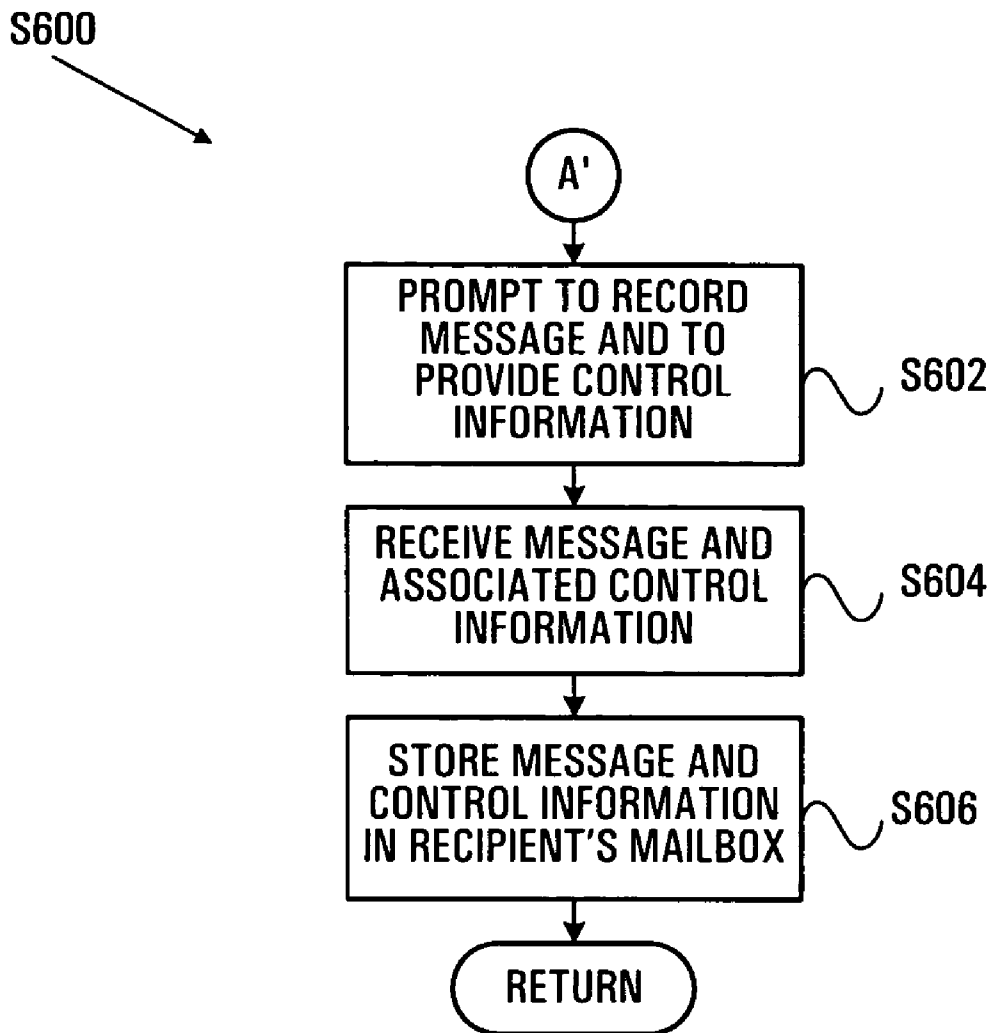 S600
A'
PROMPT TO RECORD
MESSAGE AND TO
PROVIDE CONTROL
INFORMATION
S602
RECEIVE MESSAGE AND
ASSOCIATED CONTROL
INFORMATION
S604
STORE MESSAGE AND
CONTROL INFORMATION
IN RECIPIENT'S MAILBOX
S606
RETURN